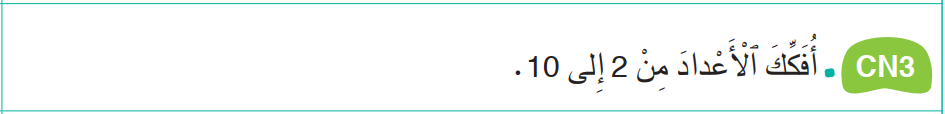 CN3 . أُفَكِّكَ ٱلْأَعْدادَ مِنْ 2 إِلى 10 .